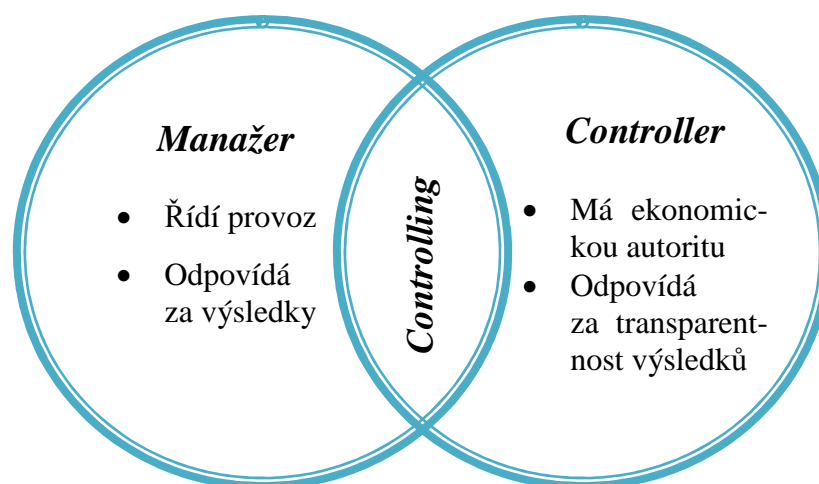 Manažer
• Řídí provoz
• Odpovídá
za výsledky
Controlling
Controller
• Má ekonomic-
kou autoritu
• Odpovídá
za transparent-
nost výsledků